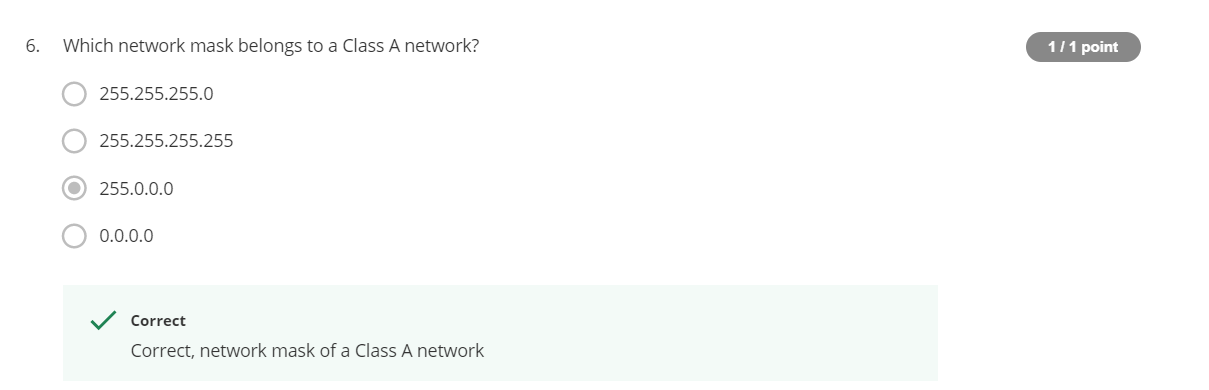 6. Which network mask belongs to a Class A network?
1 / 1 point
255.255.255.0
255.255.255.255
255.0.0.0
0.0.0.0
Correct
Correct, network mask of a Class A network